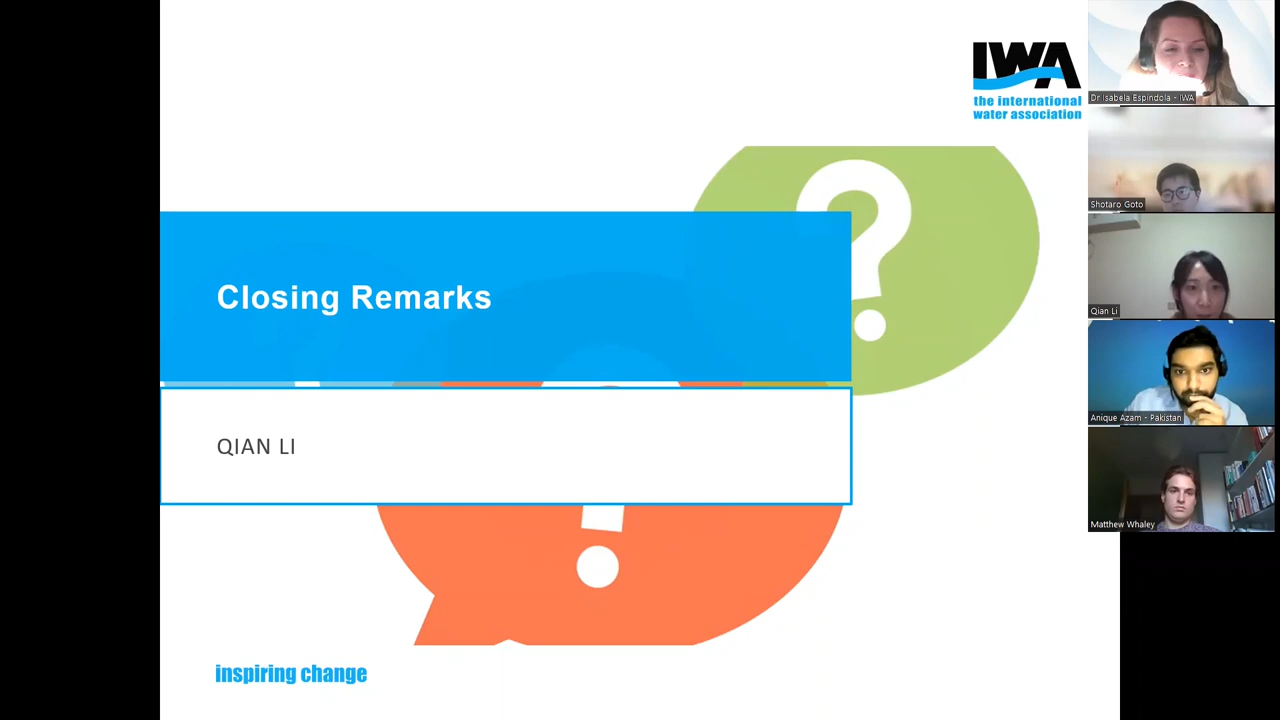 IWA
the international
water association
Closing Remarks
QIAN LI
inspiring change
Dr Isabela Espindola - IWA
Shotaro Goto
Qian Li
Anique Azam - Pakistan
Matthew Whaley